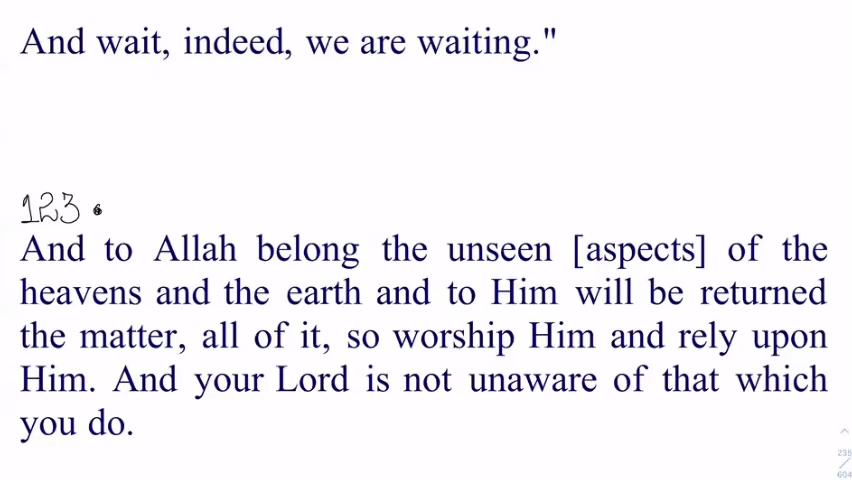 And wait, indeed, we are waiting."
123.
And to Allah belong the unseen [aspects] of the
heavens and the earth and to Him will be returned
the matter, all of it, so worship Him and rely upon
Him. And your Lord is not unaware of that which
you do.
235
/
604